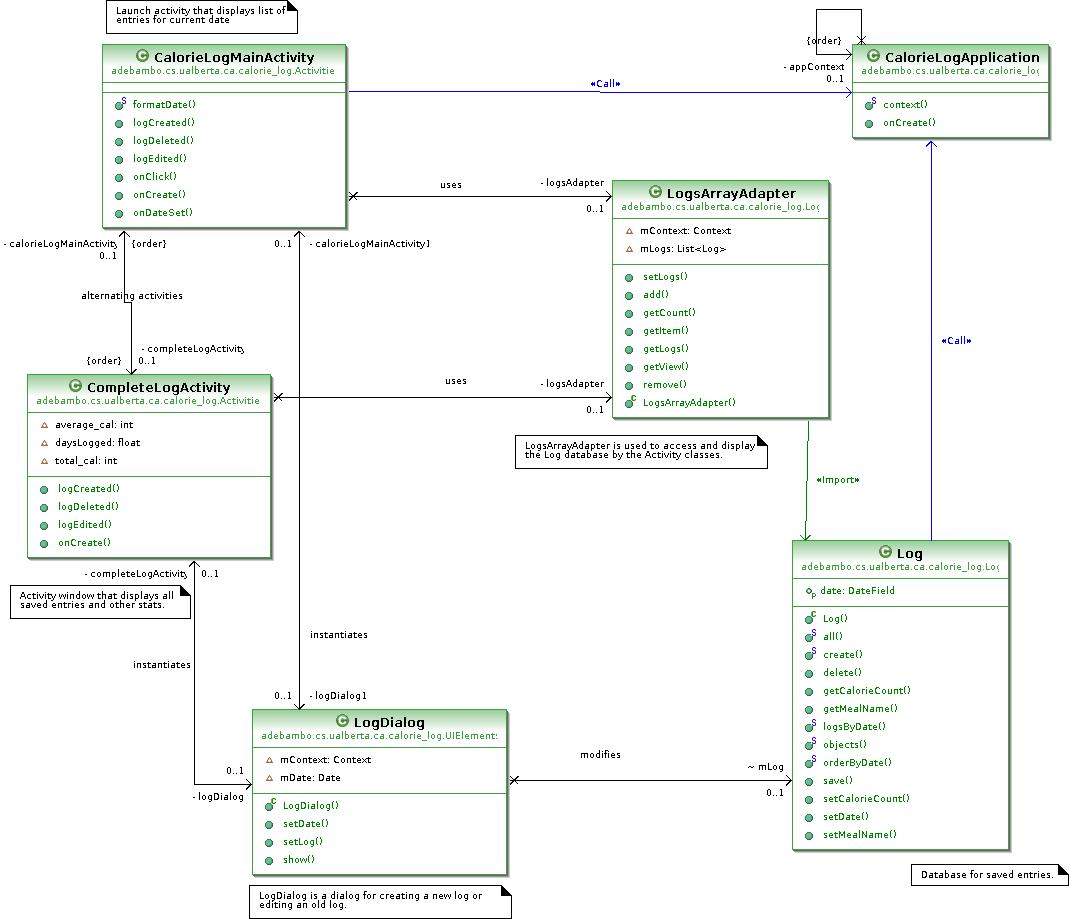 Launch activity that displays list of
entries for current date
CalorieLogMainActivity
adebambo.cs.ualberta.ca.calorie_log.Activitie
formatDate()
logCreated()
logDeleted()
logEdited()
onClick()
onCreate()
onDateSet()
{order}
- appContext
0..1
«Call»
CalorieLogApplication
adebambo.cs.ualberta.ca.calorie_log
context()
onCreate()
uses
- logsAdapter
0..1
LogsArrayAdapter
adebambo.cs.ualberta.ca.calorie_log.Log
mContext: Context
mLogs: List<Log>
setLogs()
add()
getCount()
getItem()
getLogs()
getView()
remove()
LogsArrayAdapter()
- calorieLogMainActivity
{order}
0..1
0..1
- calorieLogMainActivity1
alternating activities
- completeLogActivity
{order}
0..1
«Call»
CompleteLogActivity
adebambo.cs.ualberta.ca.calorie_log.Activitie
average_cal: int
daysLogged: float
total_cal: int
logCreated()
logDeleted()
logEdited()
onCreate()
uses
- logsAdapter
0..1
LogsArrayAdapter is used to access and display
the Log database by the Activity classes.
«Import»
- completeLogActivity
0..1
Activity window that displays all
saved entries and other stats.
instantiates
instantiates
0..1
- logDialog1
0..1
- logDialog
LogDialog
adebambo.cs.ualberta.ca.calorie_log.UIElement:
mContext: Context
mDate: Date
LogDialog()
setDate()
setLog()
show()
modifies
~ mLog
0..1
Log
adebambo.cs.ualberta.ca.calorie_log.Log
date: DateField
Log()
all()
create()
delete()
getCalorieCount()
getMealName()
logsByDate()
objects()
orderByDate()
save()
setCalorieCount()
setDate()
setMealName()
Database for saved entries.
LogDialog is a dialog for creating a new log or
editing an old log.